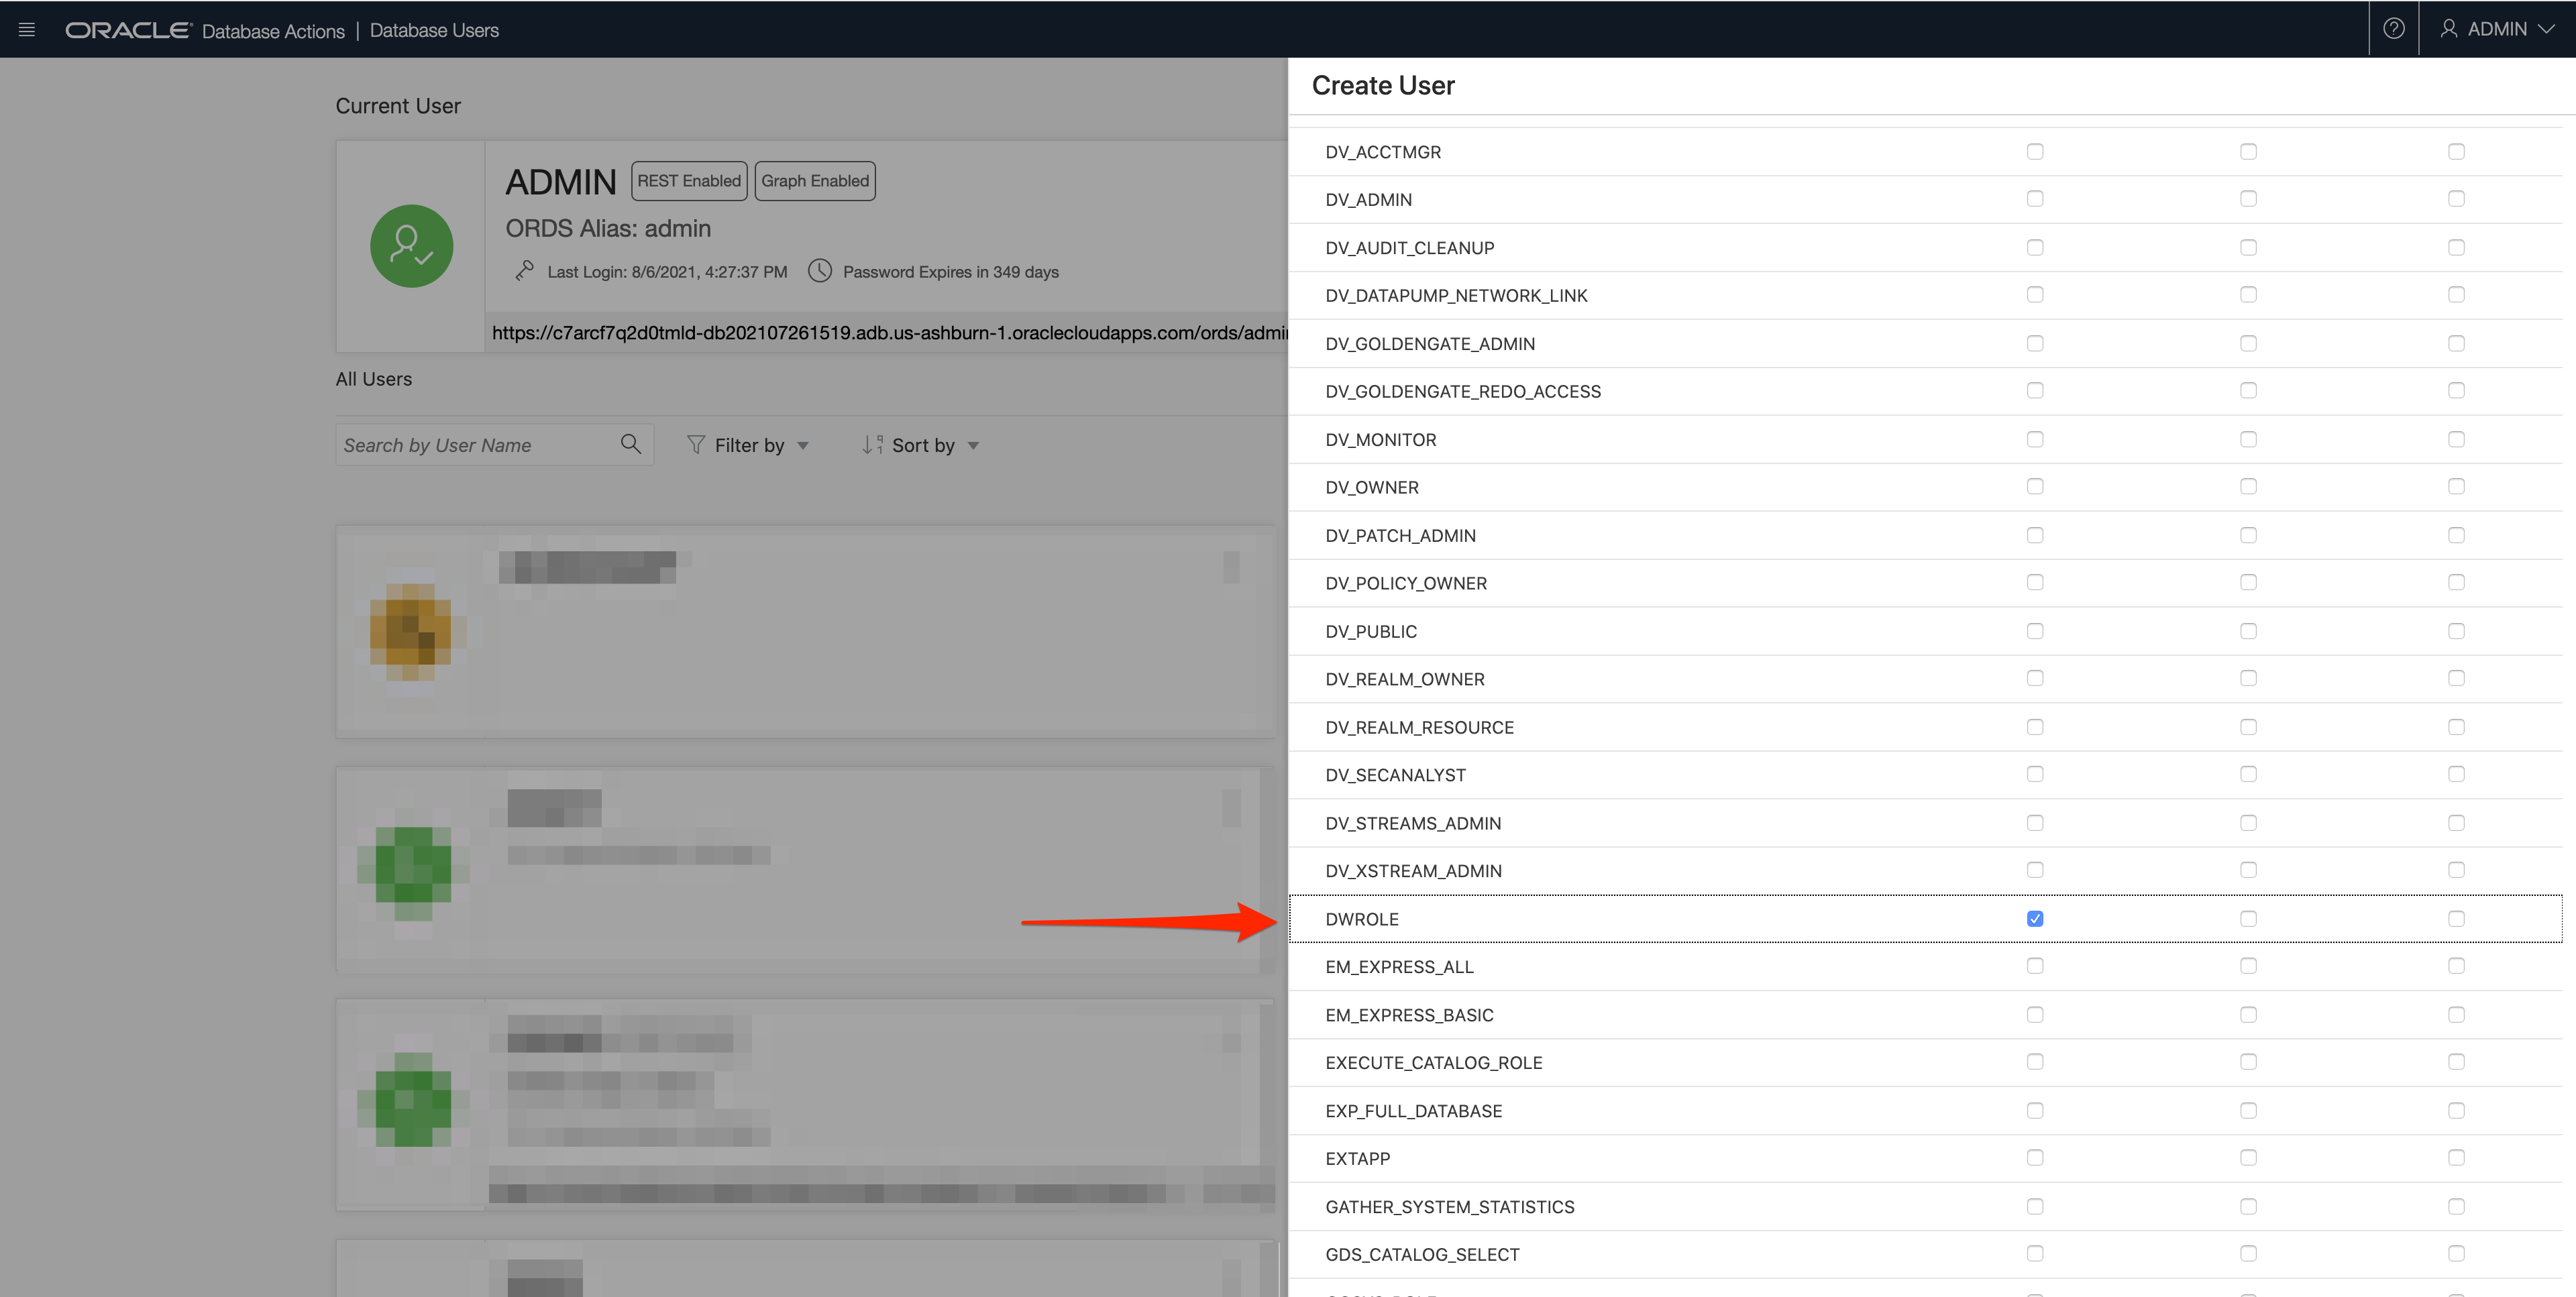 ORACLE Database Actions | Database Users
ADMIN
Current User
ADMIN REST Enabled Graph Enabled
ORDS Alias: admin
Last Login: 8/6/2021, 4:27:37 PM Password Expires in 349 days
https://c7arcf7q2d0tmld-db202107261519.adb.us-ashburn-1.oraclecloudapps.com/ords/admi
All Users
Search by User Name Filter by Sort by
Create User
DV_ACCTMGR
DV_ADMIN
DV_AUDIT_CLEANUP
DV_DATAPUMP_NETWORK_LINK
DV_GOLDENGATE_ADMIN
DV_GOLDENGATE_REDO_ACCESS
DV_MONITOR
DV_OWNER
DV_PATCH_ADMIN
DV_POLICY_OWNER
DV_PUBLIC
DV_REALM_OWNER
DV_REALM_RESOURCE
DV_SECANALYST
DV_STREAMS_ADMIN
DV_XSTREAM_ADMIN
DWROLE
EM_EXPRESS_ALL
EM_EXPRESS_BASIC
EXECUTE_CATALOG_ROLE
EXP_FULL_DATABASE
EXTAPP
GATHER_SYSTEM_STATISTICS
GDS_CATALOG_SELECT